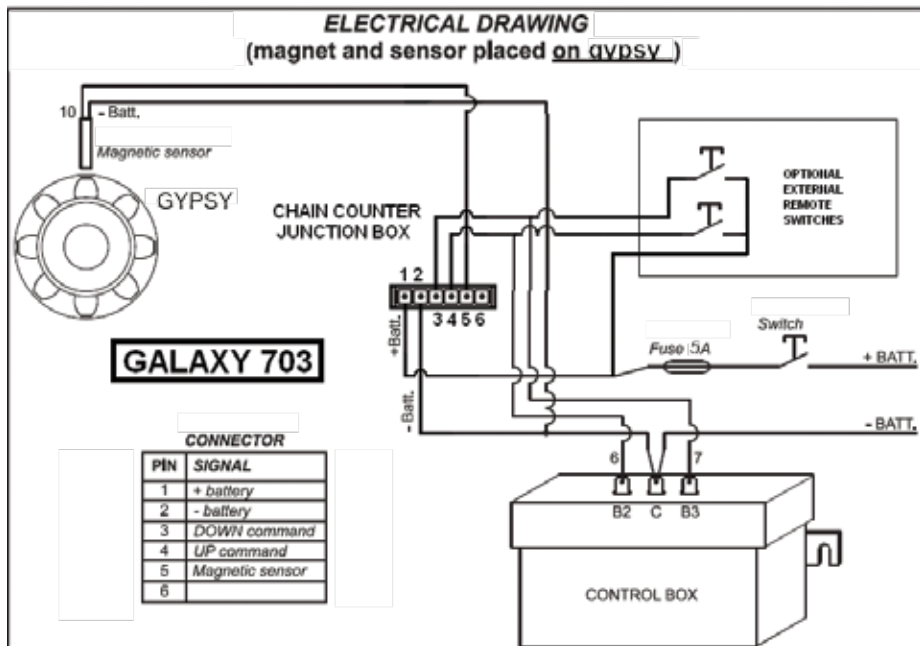 ELECTRICAL DRAWING
(magnet and sensor placed on gypsy )
10
- Batt.
Magnetic sensor
GYPSY
CHAIN COUNTER
JUNCTION BOX
OPTIONAL
EXTERNAL
REMOTE
SWITCHES
1 2
3 4 5 6
+Batt.
- Batt.
Fuse 5A
Switch
+ BATT.
- BATT.
GALAXY 703
CONNECTOR
PIN SIGNAL
1 + battery
2 - battery
3 DOWN command
4 UP command
5 Magnetic sensor
6
6 7
B2 C B3
CONTROL BOX